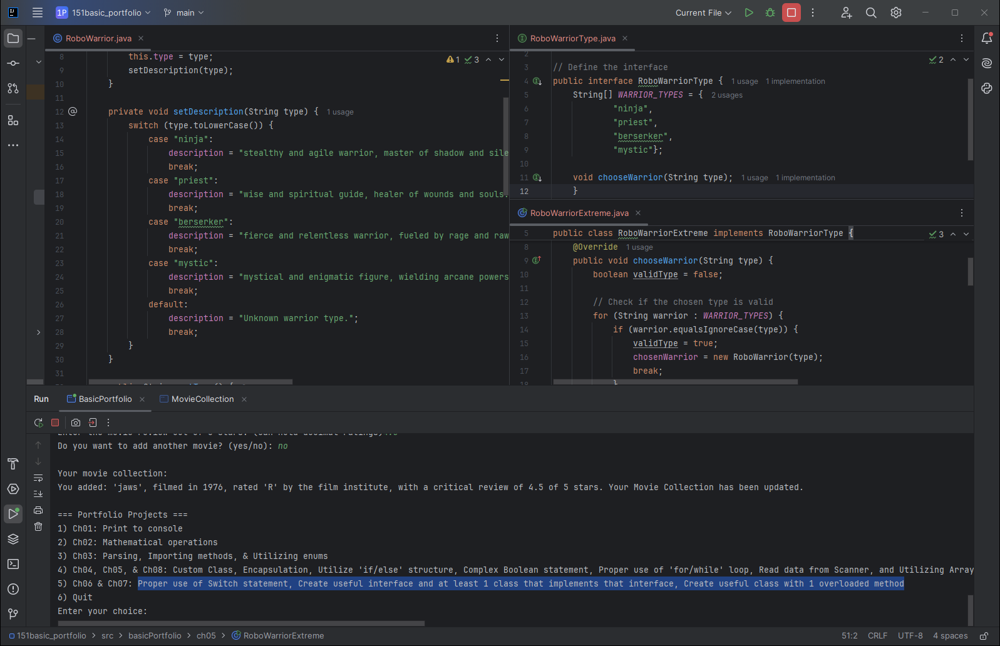 1P 151basic_portfolio main Current File
RoboWarrior.java
8 this.type = type;
9 setDescription(type);
10 }
11
12 private void setDescription(String type) { 1 usage
13 switch (type.toLowerCase()) {
14 case "ninja":
15 description = "stealthy and agile warrior, master of shadow and sile
16 break;
17 case "priest":
18 description = "wise and spiritual guide, healer of wounds and souls.
19 break;
20 case "berserker":
21 description = "fierce and relentless warrior, fueled by rage and raw
22 break;
23 case "mystic":
24 description = "mystical and enigmatic figure, wielding arcane powers
25 break;
26 default:
27 description = "Unknown warrior type.";
28 break;
29 }
30 }
31
1 3
RoboWarriorType.java
2
3 // Define the interface
4 public interface RoboWarriorType { 1 usage 1 implementation
5 String[] WARRIOR_TYPES = { 2 usages
6 "ninja",
7 "priest",
8 "berserker",
9 "mystic"};
10
11 void chooseWarrior(String type); 1 usage 1 implementation
12 }
2
RoboWarriorExtreme.java
5 public class RoboWarriorExtreme implements RoboWarriorType {
3
8 @Override 1 usage
9 public void chooseWarrior(String type) {
10 boolean validType = false;
11
12 // Check if the chosen type is valid
13 for (String warrior : WARRIOR_TYPES) {
14 if (warrior.equalsIgnoreCase(type)) {
15 validType = true;
16 chosenWarrior = new RoboWarrior(type);
17 break;
18 }
Run BasicPortfolio MovieCollection
Do you want to add another movie? (yes/no): no
Your movie collection:
You added: 'jaws', filmed in 1976, rated 'R' by the film institute, with a critical review of 4.5 of 5 stars. Your Movie Collection has been updated.
=== Portfolio Projects ===
1) Ch01: Print to console
2) Ch02: Mathematical operations
3) Ch03: Parsing, Importing methods, & Utilizing enums
4) Ch04, Ch05, & Ch08: Custom Class, Encapsulation, Utilize 'if/else' structure, Complex Boolean statement, Proper use of 'for/while' loop, Read data from Scanner, and Utilizing Array
5) Ch06 & Ch07: Proper use of Switch statement, Create useful interface and at least 1 class that implements that interface, Create useful class with 1 overloaded method
6) Quit
Enter your choice:
151basic_portfolio > src > basicPortfolio > ch05 > RoboWarriorExtreme 51:2 CRLF UTF-8 4 spaces